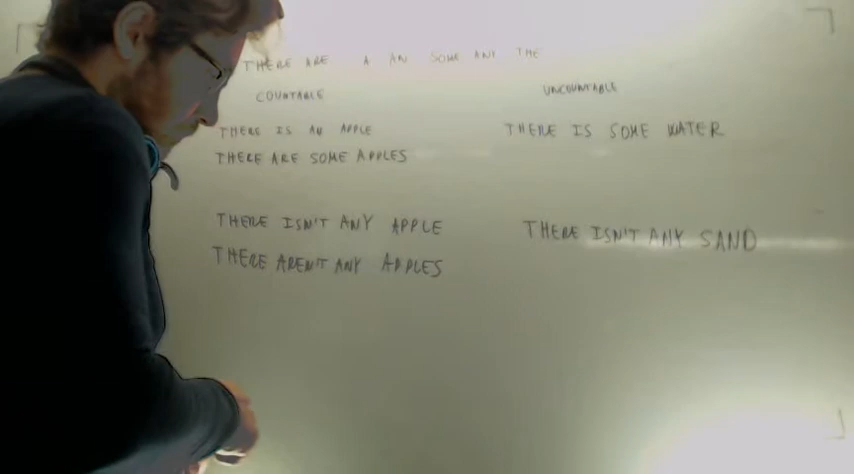 THERE ARE A AN SOME ANY THE
COUNTABLE UNCOUNTABLE
THERE IS AN APPLE THERE IS SOME WATER
THERE ARE SOME APPLES
THERE ISN'T ANY APPLE THERE ISN'T ANY SAND
THERE AREN'T ANY APPLES